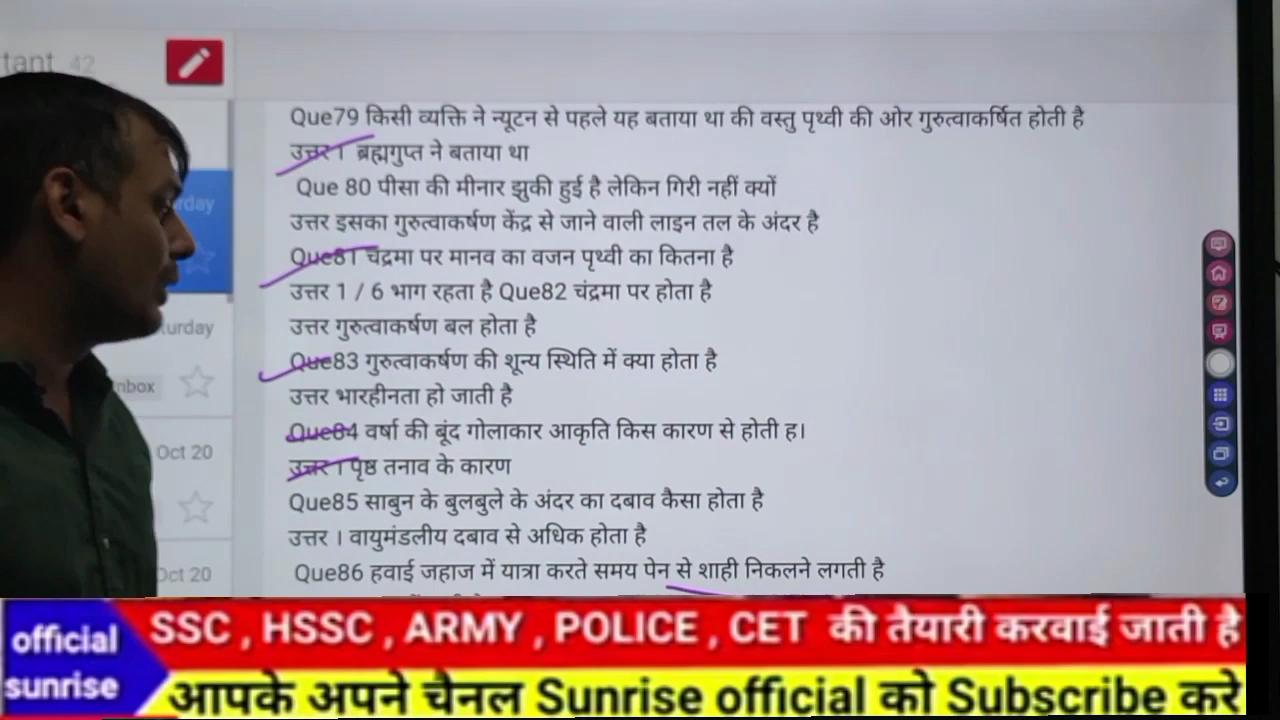 tant 42
Que79 किसी व्यक्ति ने न्यूटन से पहले यह बताया था की वस्तु पृथ्वी की ओर गुरुत्वाकर्षित होती है
उत्तर । ब्रह्मगुप्त ने बताया था
Que 80 पीसा की मीनार झुकी हुई है लेकिन गिरी नहीं क्यों
उत्तर इसका गुरुत्वाकर्षण केंद्र से जाने वाली लाइन तल के अंदर है
Que81 चंद्रमा पर मानव का वजन पृथ्वी का कितना है
उत्तर 1 / 6 भाग रहता है Que82 चंद्रमा पर होता है
उत्तर गुरुत्वाकर्षण बल होता है
Que83 गुरुत्वाकर्षण की शून्य स्थिति में क्या होता है
उत्तर भारहीनता हो जाती है
Que84 वर्षा की बूंद गोलाकार आकृति किस कारण से होती ह।
उत्तर । पृष्ठ तनाव के कारण
Que85 साबुन के बुलबुले के अंदर का दबाव कैसा होता है
उत्तर । वायुमंडलीय दबाव से अधिक होता है
Que86 हवाई जहाज में यात्रा करते समय पेन से शाही निकलने लगती है
rday
turday
nbox
Oct 20
Oct 20
official
sunrise
SSC , HSSC , ARMY , POLICE , CET की तैयारी करवाई जाती है
आपके अपने चैनल Sunrise official को Subscribe करे